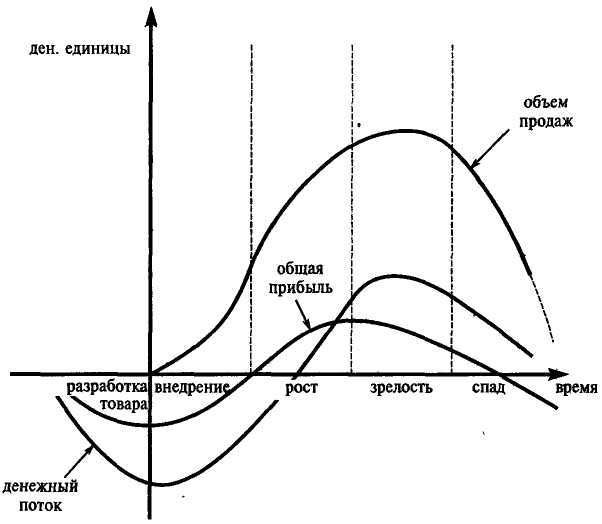 ден. единицы
объем
продаж
общая
прибыль
разработка
товара
внедрение
рост
зрелость
спад
время
денежный
поток